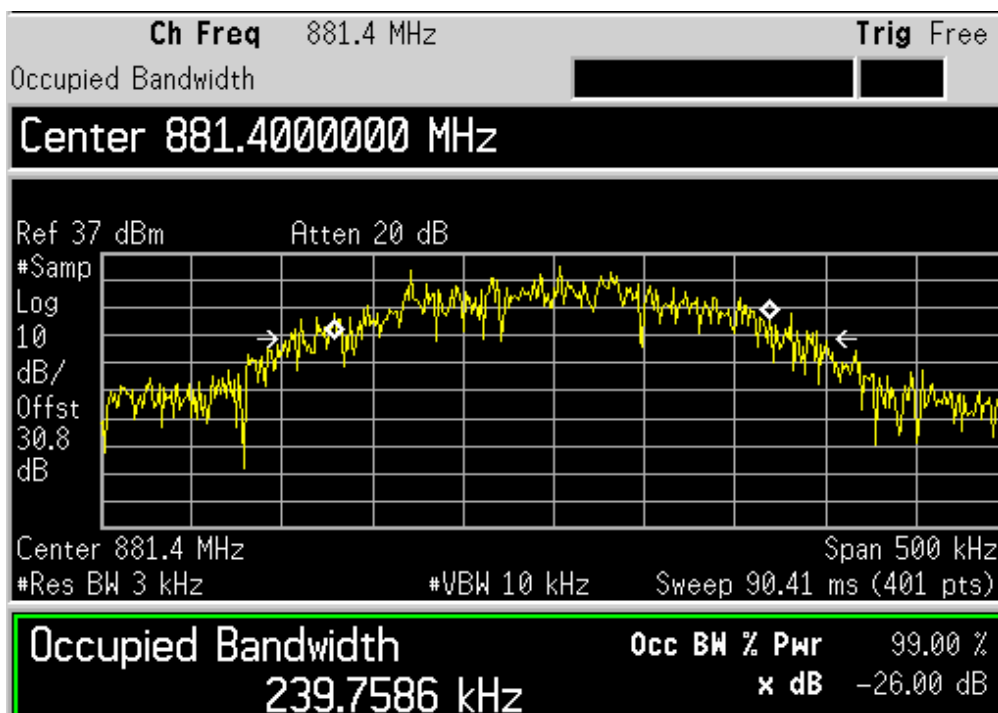 Ch Freq 881.4 MHz Trig Free
Occupied Bandwidth
Center 881.4000000 MHz
Ref 37 dBm Atten 20 dB
#Samp
Log
10
dB/
Offst
30.8
dB
Center 881.4 MHz Span 500 kHz
#Res BW 3 kHz #VBW 10 kHz Sweep 90.41 ms (401 pts)
Occupied Bandwidth Occ BW % Pwr 99.00 %
239.7586 kHz x dB -26.00 dB